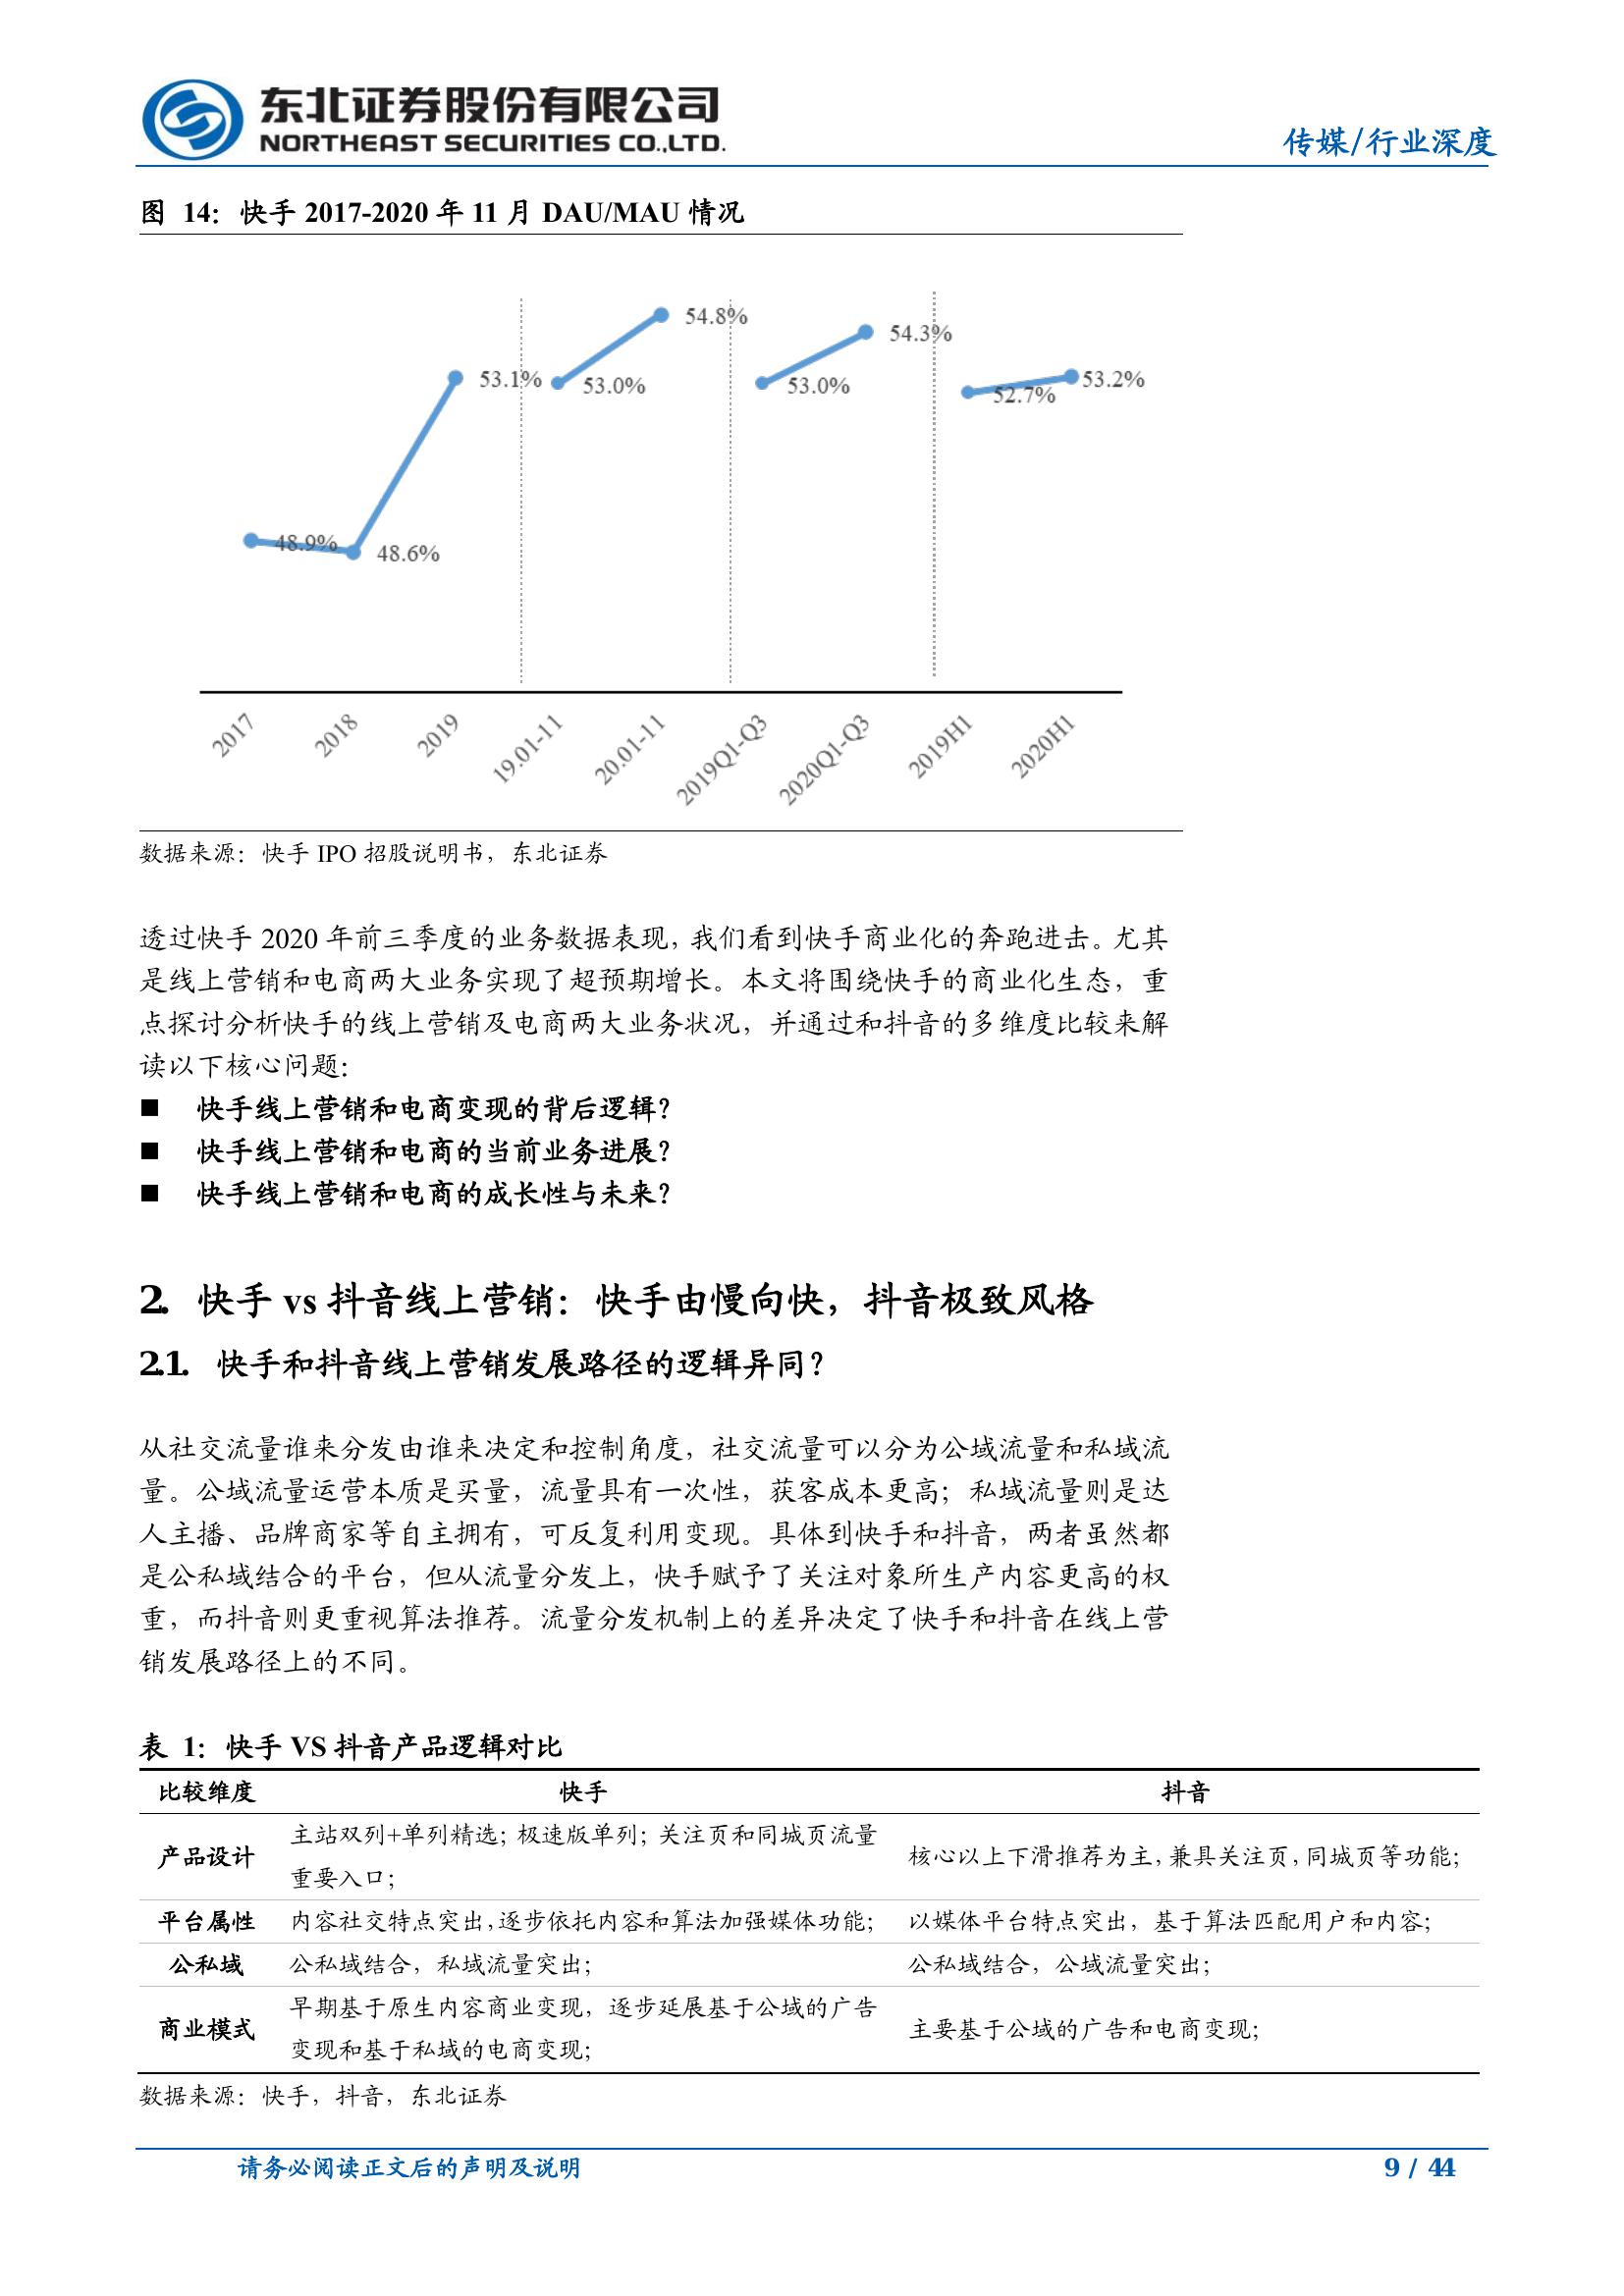 东北证券股份有限公司
NORTHEAST SECURITIES CO.,LTD.
传媒/行业深度
图 14：快手 2017-2020 年 11 月 DAU/MAU 情况
54.8%
54.3%
53.1%
53.0%
53.0%
52.7%
53.2%
48.9%
48.6%
2017
2018
2019
19.01-11
20.01-11
2019Q1-Q3
2020Q1-Q3
2019H1
2020H1
数据来源：快手 IPO 招股说明书，东北证券
透过快手 2020 年前三季度的业务数据表现，我们看到快手商业化的奔跑进击。尤其
是线上营销和电商两大业务实现了超预期增长。本文将围绕快手的商业化生态，重
点探讨分析快手的线上营销及电商两大业务状况，并通过和抖音的多维度比较来解
读以下核心问题：
■ 快手线上营销和电商变现的背后逻辑？
■ 快手线上营销和电商的当前业务进展？
■ 快手线上营销和电商的成长性与未来？
2. 快手 vs 抖音线上营销：快手由慢向快，抖音极致风格
2.1. 快手和抖音线上营销发展路径的逻辑异同？
从社交流量谁来分发由谁来决定和控制角度，社交流量可以分为公域流量和私域流
量。公域流量运营本质是买量，流量具有一次性，获客成本更高；私域流量则是达
人主播、品牌商家等自主拥有，可反复利用变现。具体到快手和抖音，两者虽然都
是公私域结合的平台，但从流量分发上，快手赋予了关注对象所生产内容更高的权
重，而抖音则更重视算法推荐。流量分发机制上的差异决定了快手和抖音在线上营
销发展路径上的不同。
表 1：快手 VS 抖音产品逻辑对比
比较维度 快手 抖音
产品设计
主站双列+单列精选；极速版单列；关注页和同城页流量
重要入口；
核心以上下滑推荐为主，兼具关注页，同城页等功能；
平台属性 内容社交特点突出，逐步依托内容和算法加强媒体功能； 以媒体平台特点突出，基于算法匹配用户和内容；
公私域 公私域结合，私域流量突出； 公私域结合，公域流量突出；
商业模式
早期基于原生内容商业变现，逐步延展基于公域的广告
变现和基于私域的电商变现；
主要基于公域的广告和电商变现；
数据来源：快手，抖音，东北证券
请务必阅读正文后的声明及说明
9 / 44